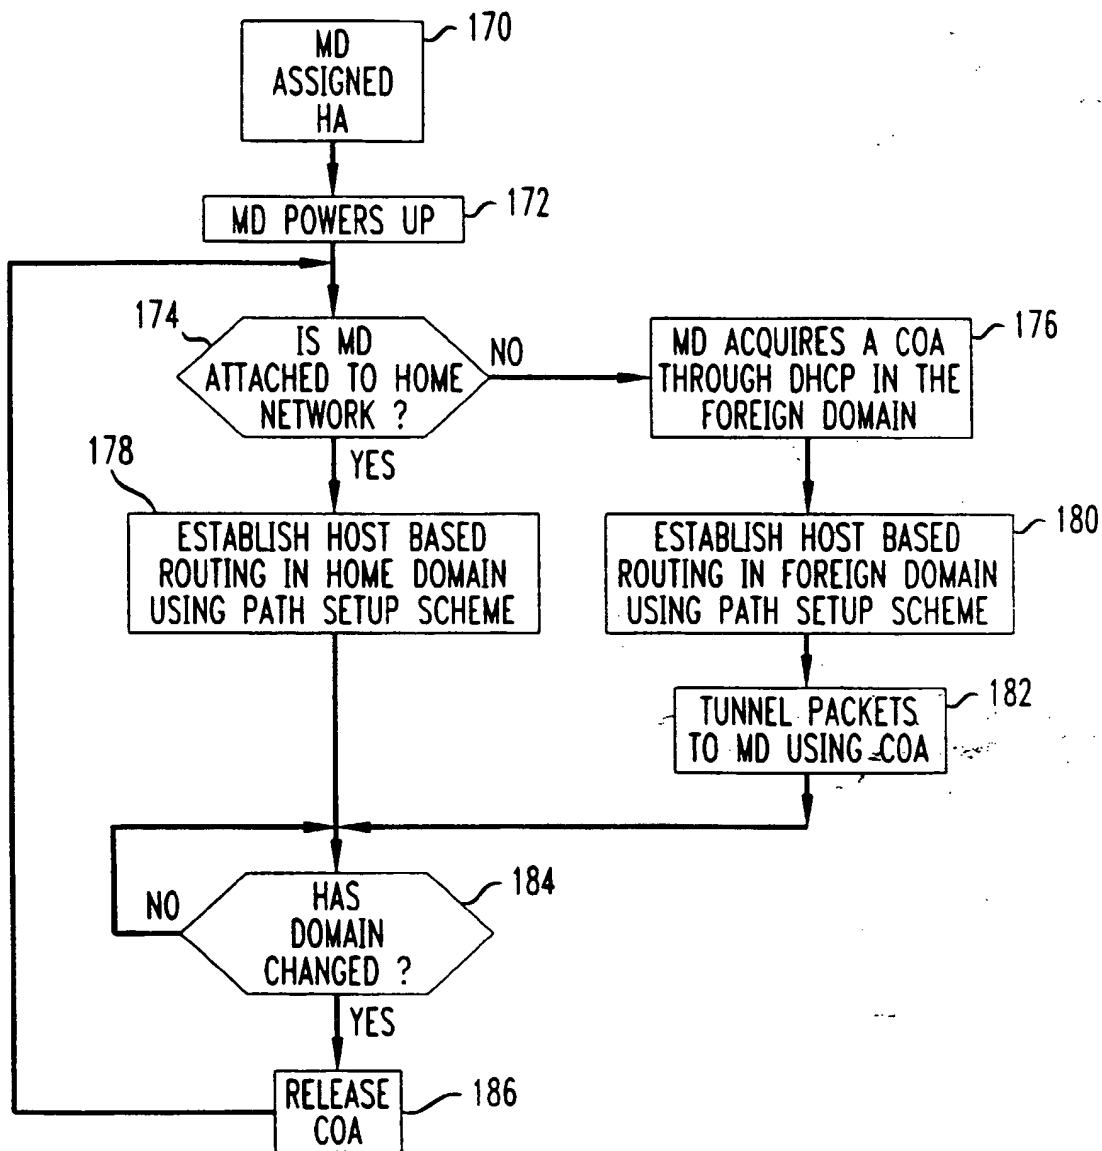 MD
ASSIGNED
HA
170
MD POWERS UP
172
174
IS MD
ATTACHED TO HOME
NETWORK ?
NO
YES
MD ACQUIRES A COA
THROUGH DHCP IN THE
FOREIGN DOMAIN
176
178
ESTABLISH HOST BASED
ROUTING IN HOME DOMAIN
USING PATH SETUP SCHEME
ESTABLISH HOST BASED
ROUTING IN FOREIGN DOMAIN
USING PATH SETUP SCHEME
180
TUNNEL PACKETS
TO MD USING COA
182
NO
HAS
DOMAIN
CHANGED ?
184
YES
RELEASE
COA
186